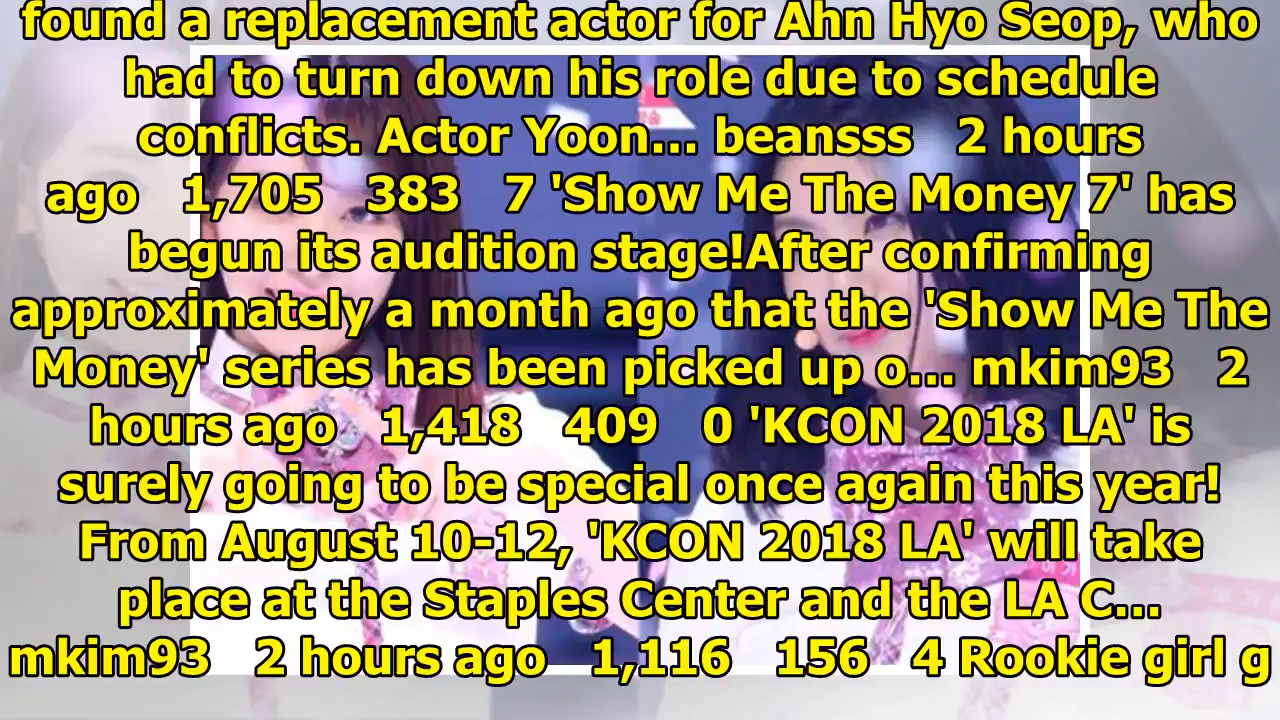 found a replacement actor for Ahn Hyo Seop, who
had to turn down his role due to schedule
conflicts. Actor Yoon... beansss 2 hours
ago 1,705 383 7 'Show Me The Money 7' has
begun its audition stage!After confirming
approximately a month ago that the 'Show Me The
Money' series has been picked up o... mkim93 2
hours ago 1,418 409 0 'KCON 2018 LA' is
surely going to be special once again this year!
From August 10-12, 'KCON 2018 LA' will take
place at the Staples Center and the LA C...
mkim93 2 hours ago 1,116 156 4 Rookie girl g